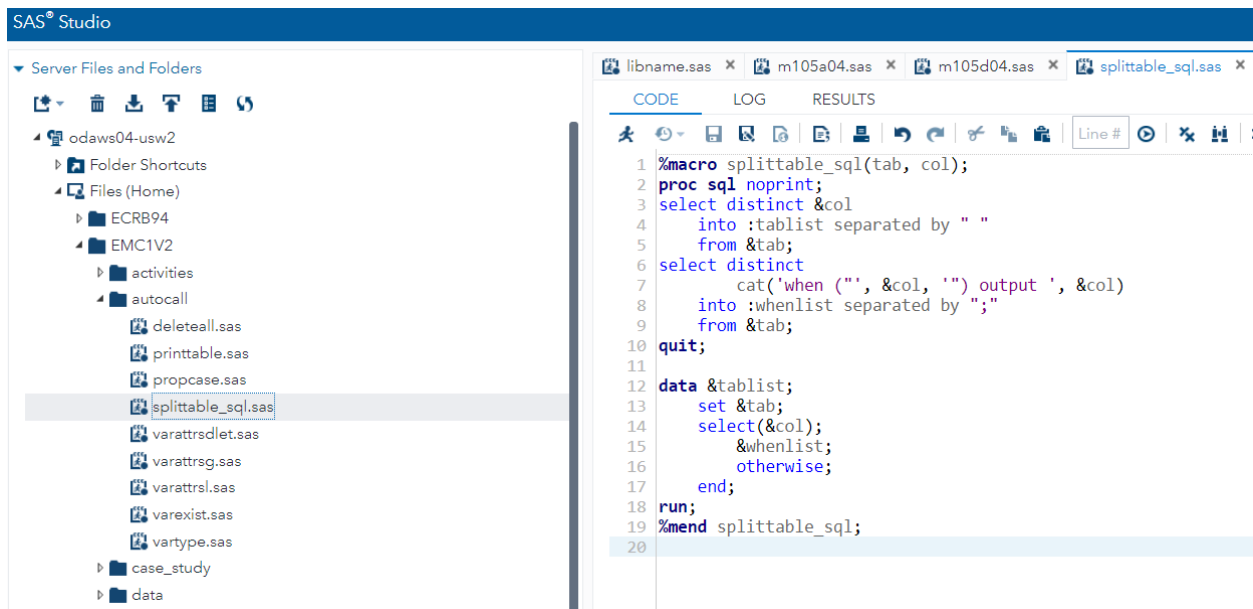 SAS® Studio
Server Files and Folders
odaws04-usw2
Folder Shortcuts
Files (Home)
ECRB94
EMC1V2
activities
autocall
deleteall.sas
printtable.sas
propcase.sas
splittable_sql.sas
varattrsdlet.sas
varattrsg.sas
varattrsl.sas
varexist.sas
vartype.sas
case_study
data
libname.sas × m105a04.sas × m105d04.sas × splittable_sql.sas ×
CODE LOG RESULTS
Line #
1 %macro splittable_sql(tab, col);
2 proc sql noprint;
3 select distinct &col
4 into :tablist separated by " "
5 from &tab;
6 select distinct
7 cat('when ("', &col, '") output ', &col)
8 into :whenlist separated by ";"
9 from &tab;
10 quit;
11
12 data &tablist;
13 set &tab;
14 select(&col);
15 &whenlist;
16 otherwise;
17 end;
18 run;
19 %mend splittable_sql;
20